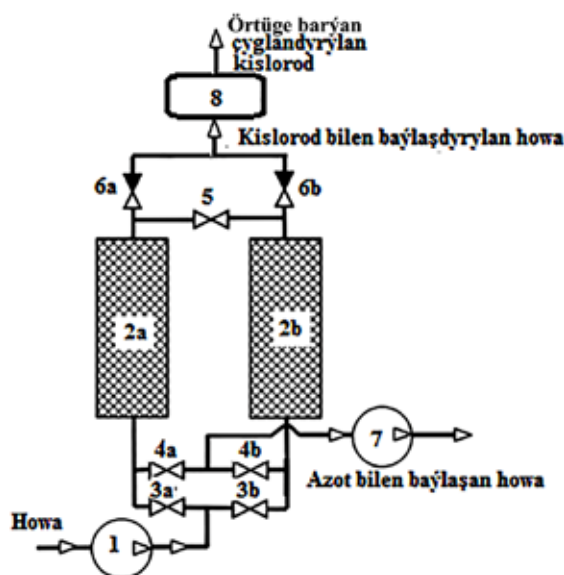 Örtüge barýan
çyglandyrylan
kislorod
8
Kislorod bilen baýlaşdyrylan howa
6a
5
6b
2a
2b
4a
4b
7
3a
3b
Azot bilen baýlaşan howa
Howa
1